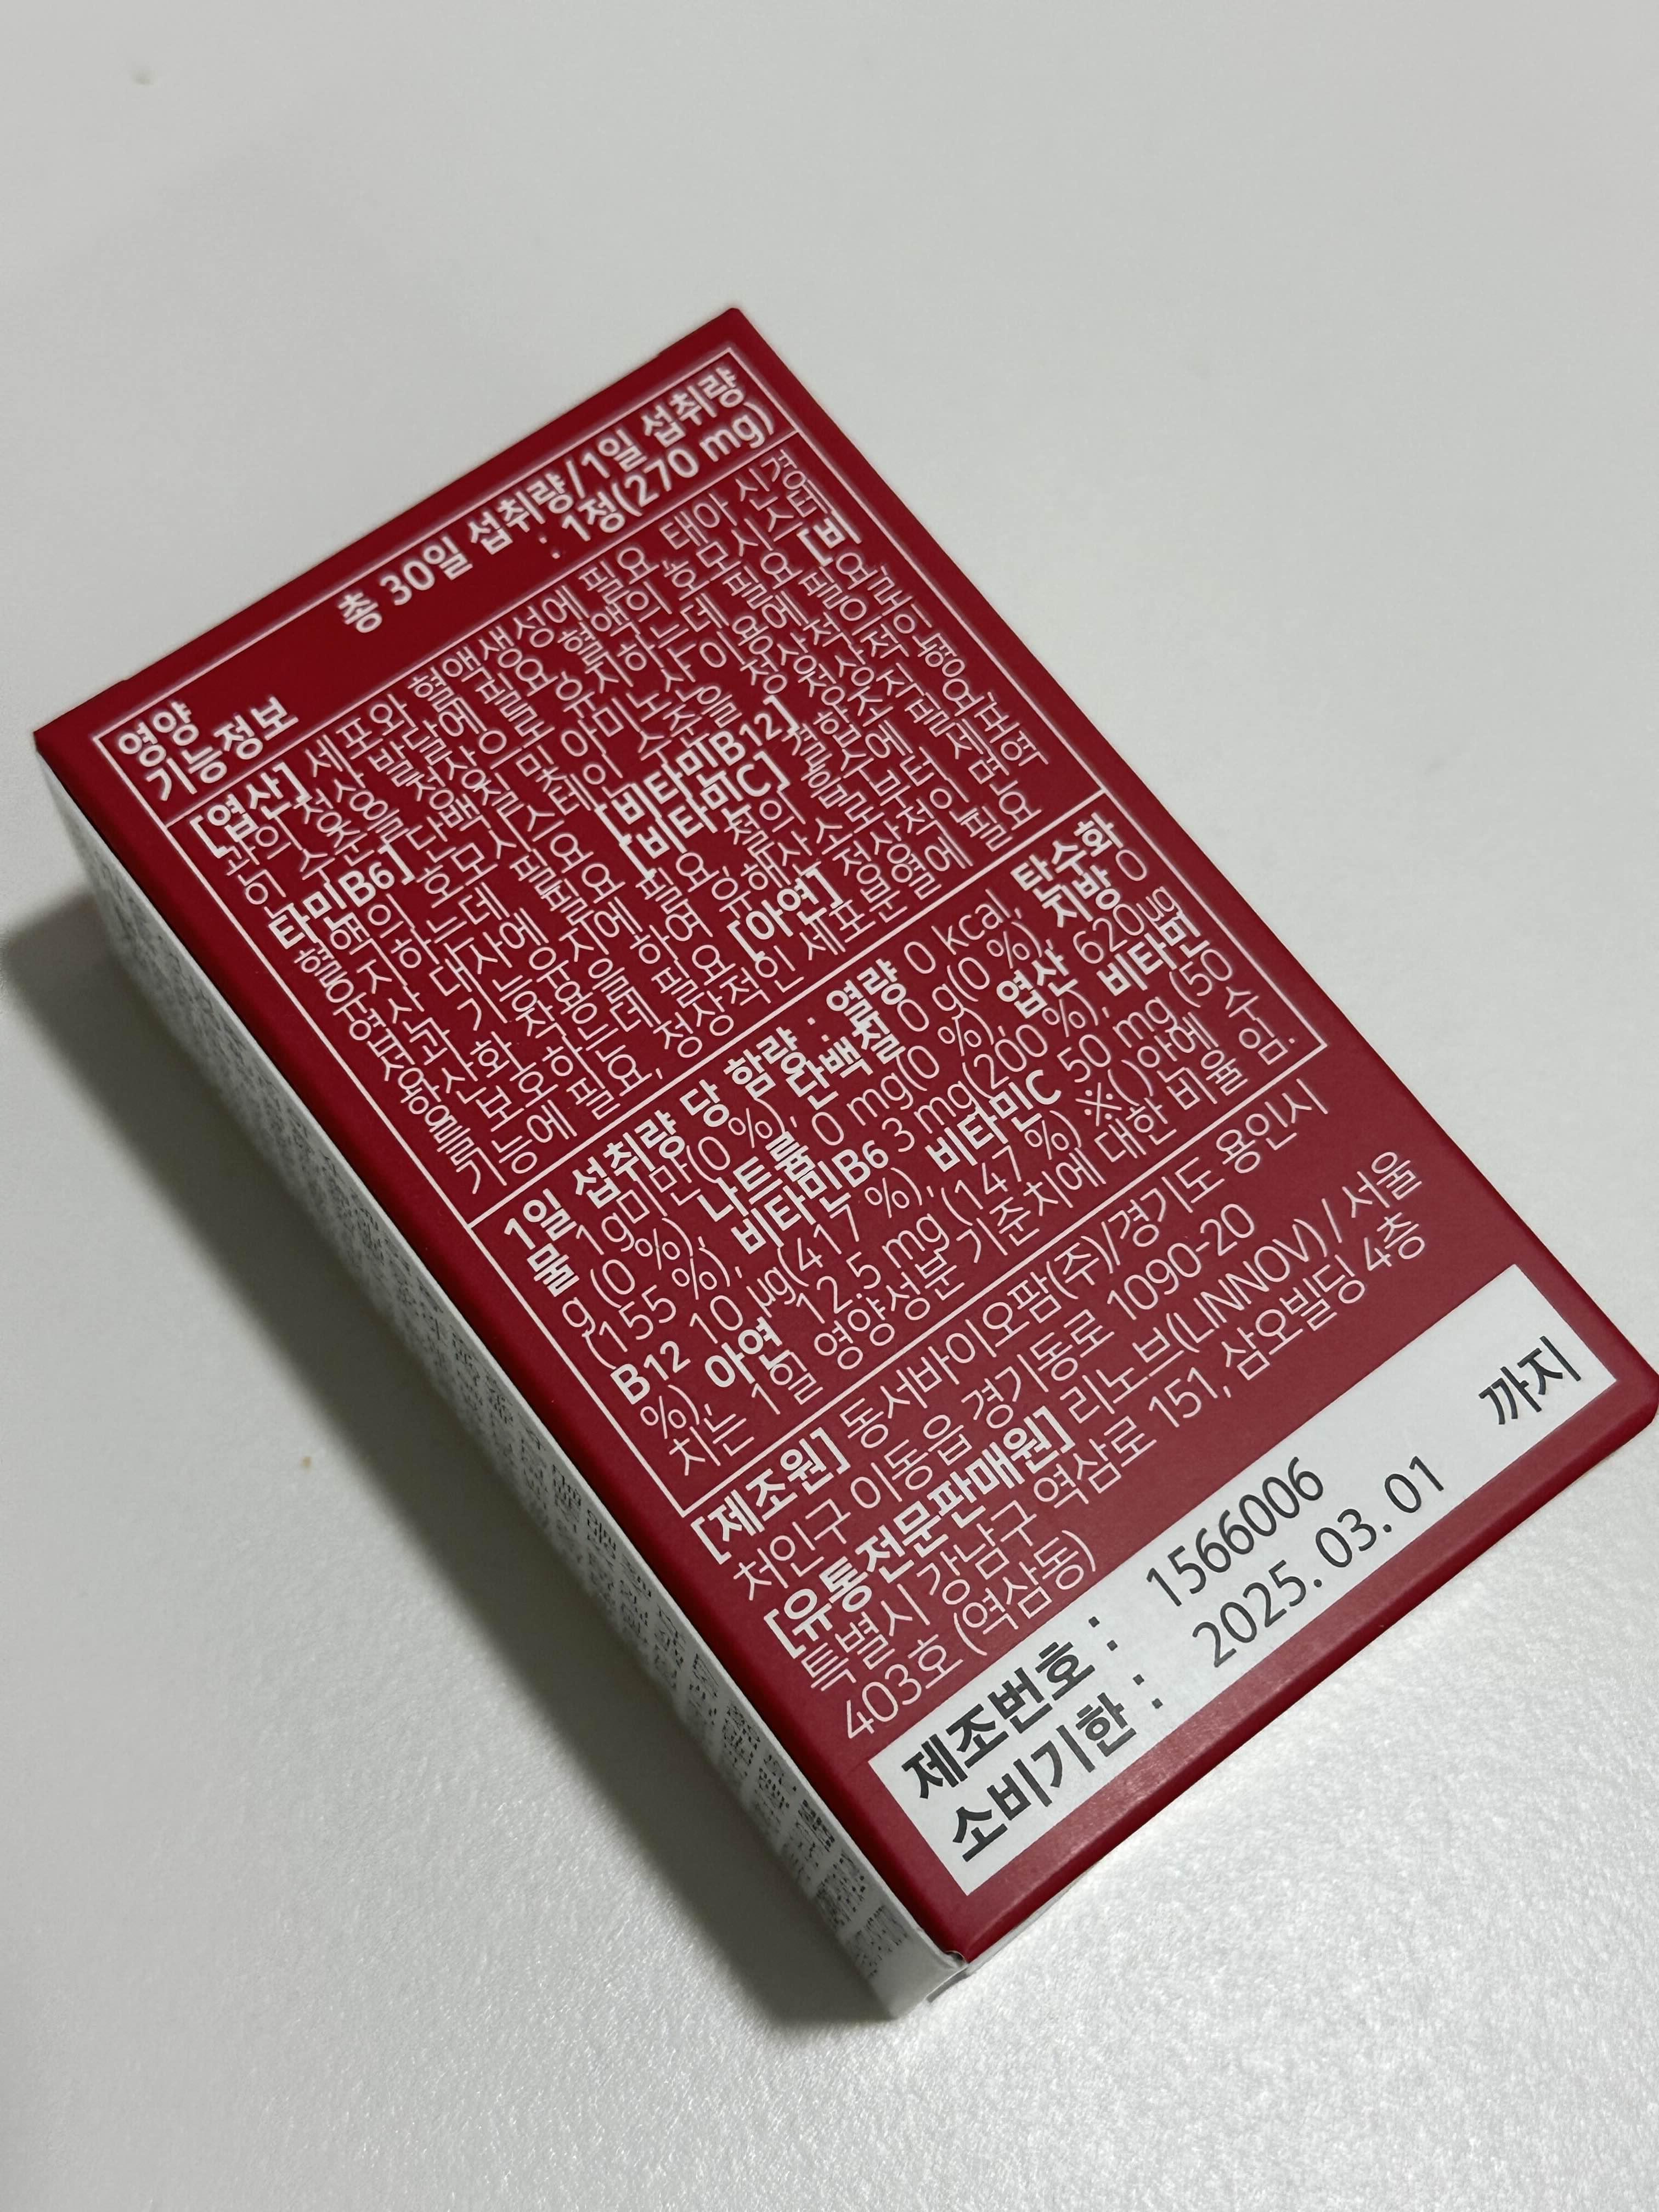 영양
기능정보
총 30일 섭취량/1일 섭취량
: 1정(270 mg)
[엽산] 세포와 혈액생성에 필요, 태아 신경
관의 정상 발달에 필요, 혈액의 호모시스테
인 수준을 정상으로 유지하는데 필요 [비
타민B6] 단백질 및 아미노산 이용에 필요,
혈액의 호모시스테인 수준을 정상적으로
유지하는데 필요 [비타민B12] 정상적인
엽산 대사에 필요 [비타민C] 결합조직 형
성과 기능유지에 필요, 철의 흡수에 필요,
항산화 작용을 하여 유해산소로부터 세포
를 보호하는데 필요 [아연] 정상적인 면역
기능에 필요, 정상적인 세포분열에 필요
1일 섭취량 당 함량 : 열량 0 kcal, 탄수화
물 1g미만(0 %), 단백질 0 g(0 %), 지방 0
g (0 %), 나트륨 0 mg(0 %), 엽산 620μg
(155 %), 비타민B6 3 mg(200 %), 비타민
B12 10 μg(417 %), 비타민C 50 mg (50
%), 아연 12.5 mg (147 %) ※( )안에 수
치는 1일 영양성분 기준치에 대한 비율 임.
[제조원] 동서바이오팜(주)/경기도 용인시
처인구 이동읍 경기동로 1090-20
[유통전문판매원] 리노브(LINNOV) / 서울
특별시 강남구 역삼로 151, 삼오빌딩 4층
403호 (역삼동)
제조번호 : 1566006
소비기한 : 2025. 03. 01 까지